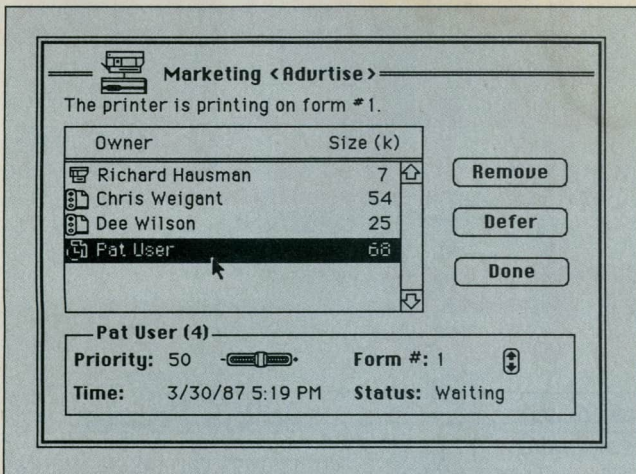 Marketing <Advrtise>
The printer is printing on form #1.
Owner Size (k)
Richard Hausman 7
Chris Weigant 54
Dee Wilson 25
Pat User 68
Remove
Defer
Done
Pat User (4)
Priority: 50 - + Form #: 1
Time: 3/30/87 5:19 PM Status: Waiting